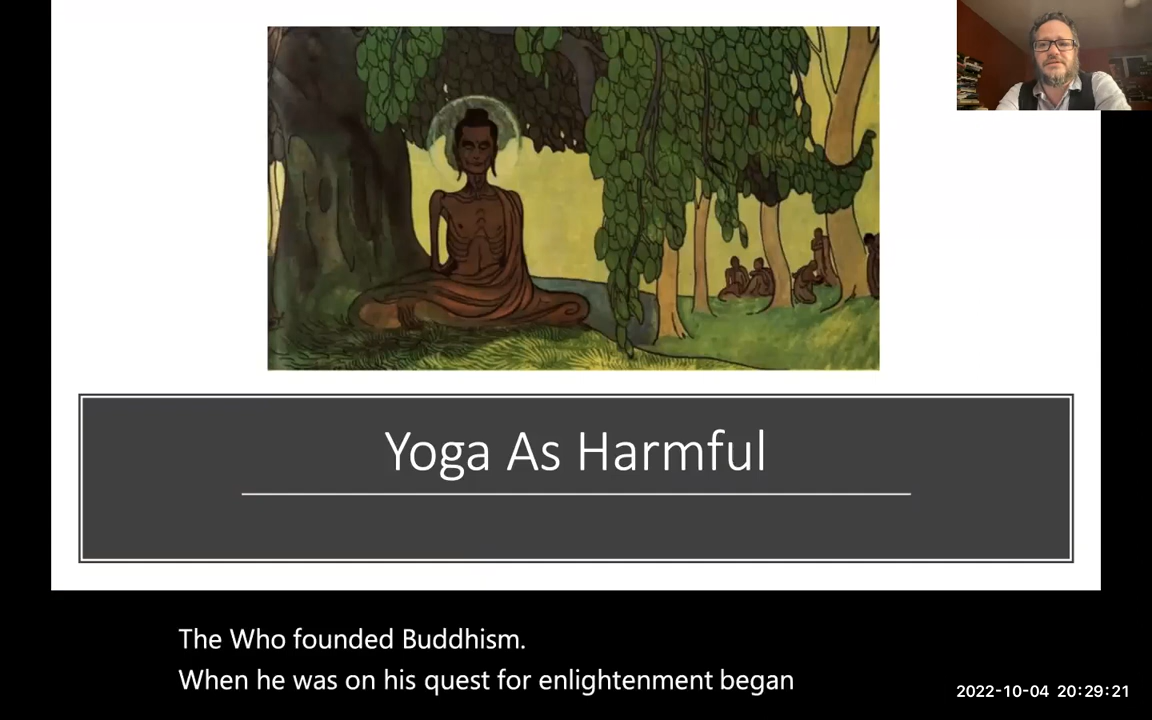 Yoga As Harmful
The Who founded Buddhism.
When he was on his quest for enlightenment began
2022-10-04 20:29:21